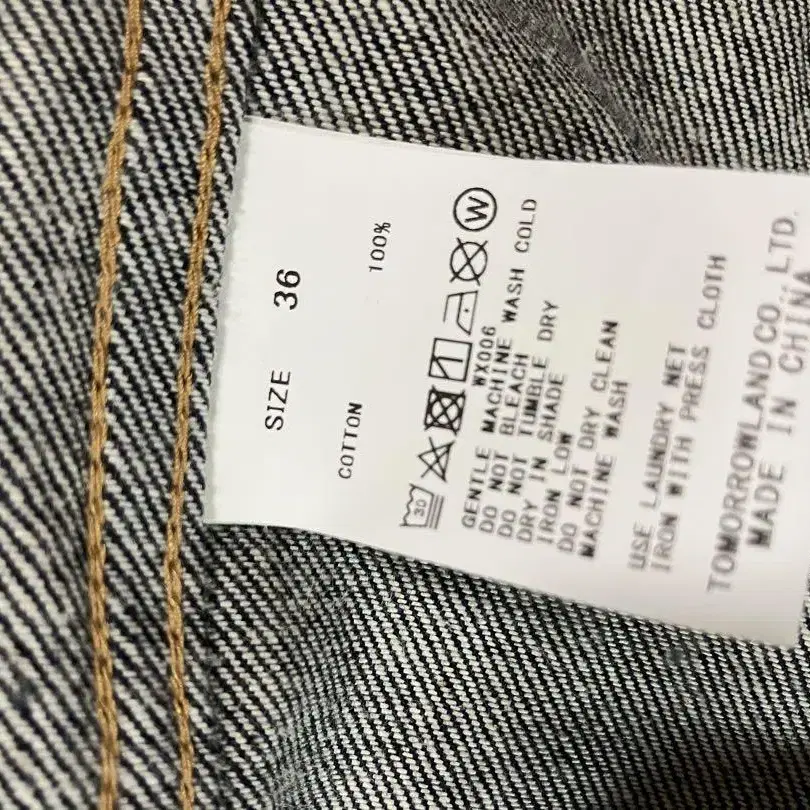 SIZE 36
COTTON 100%
30 W
WX006
GENTLE MACHINE WASH COLD
DO NOT BLEACH
DO NOT TUMBLE DRY
DRY IN SHADE
IRON LOW
DO NOT DRY CLEAN
MACHINE WASH
USE LAUNDRY NET
IRON WITH PRESS CLOTH
TOMORROWLAND CO., LTD.
MADE IN CHINA